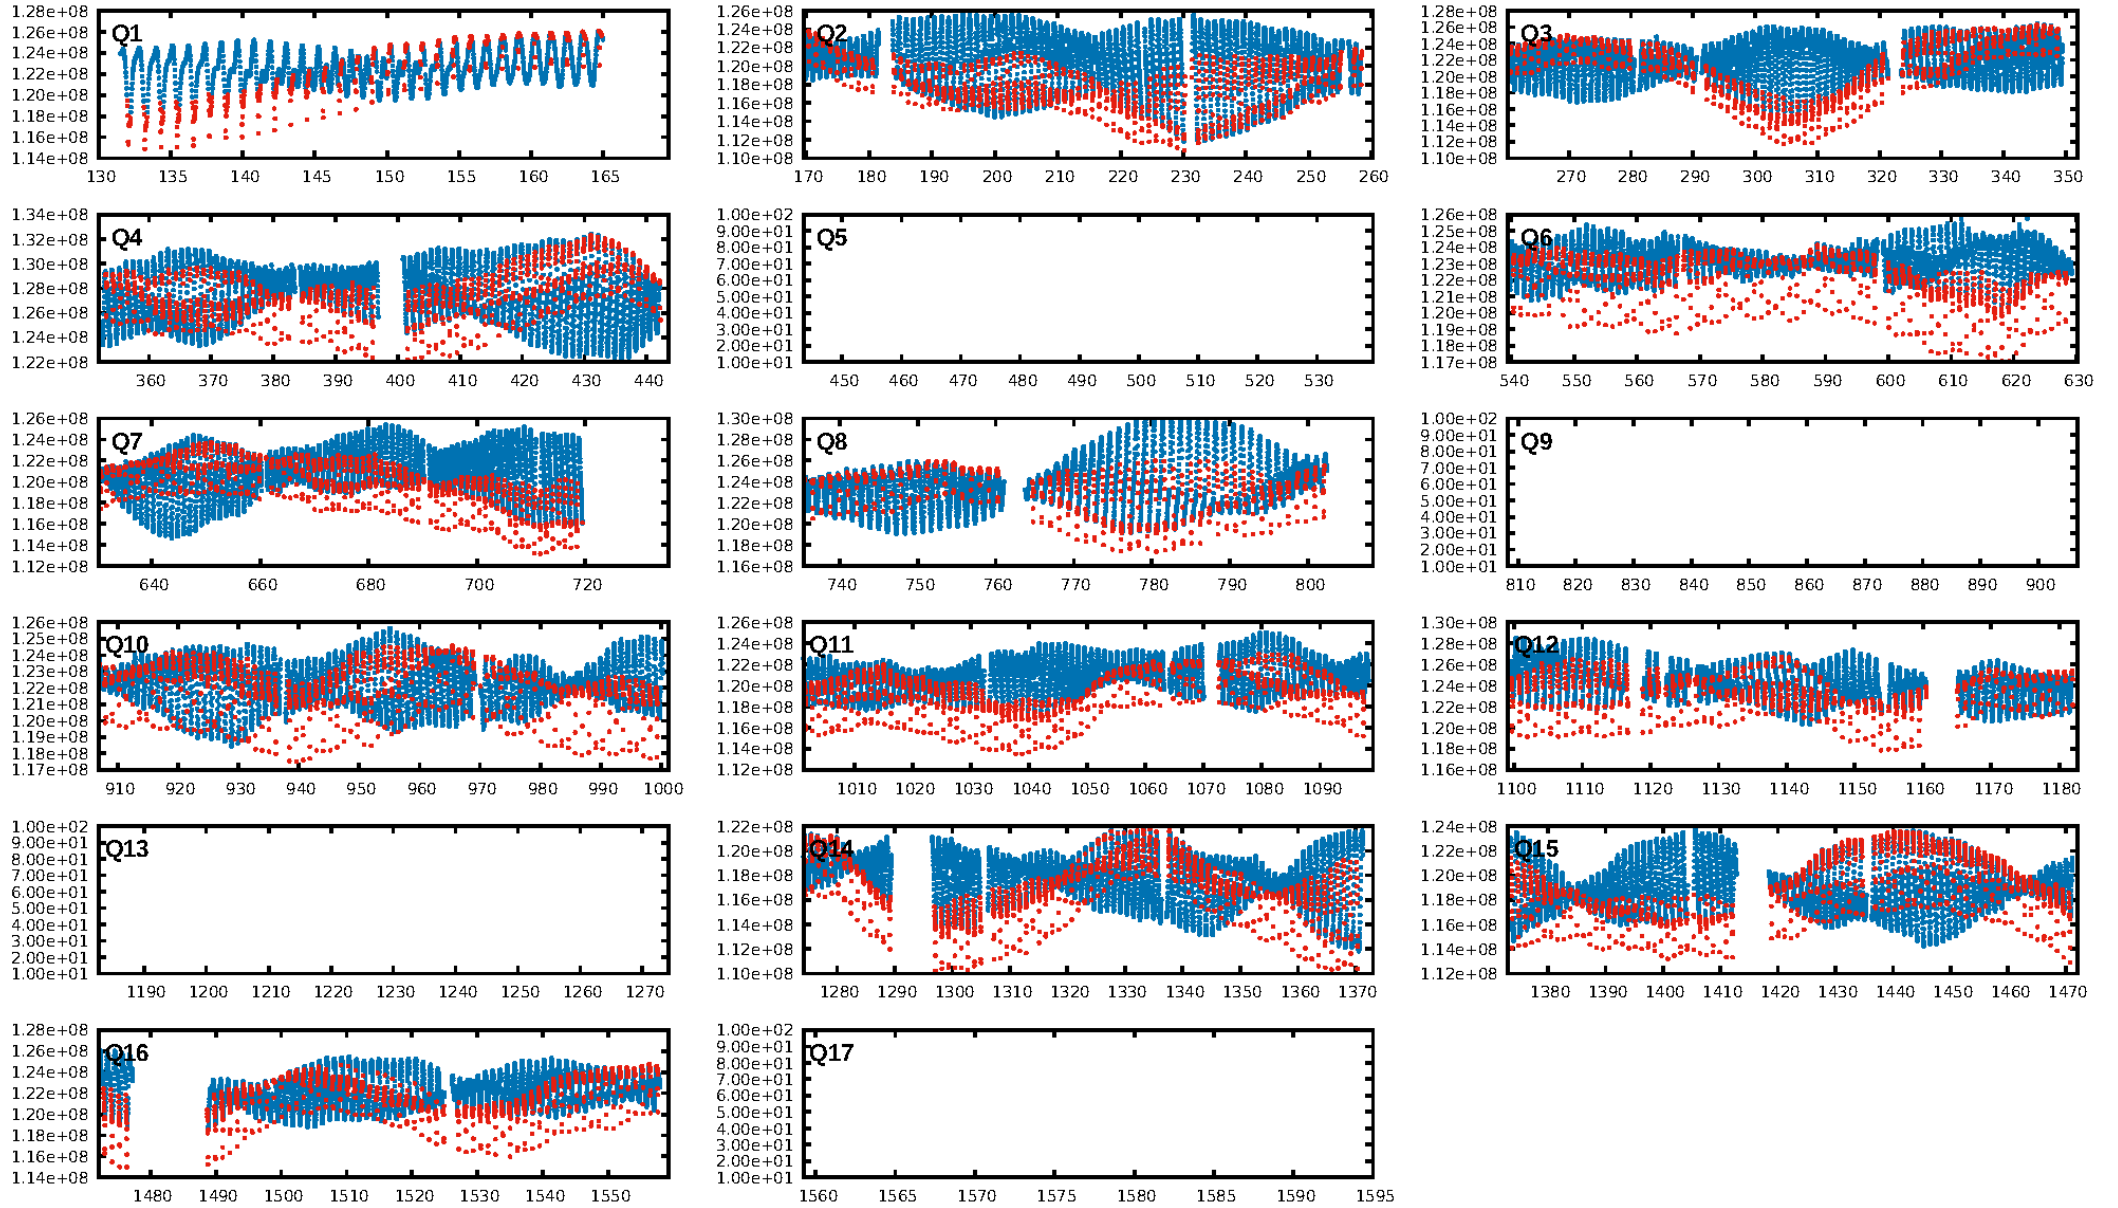 1.28e+08
1.26e+08
1.24e+08
1.22e+08
1.20e+08
1.18e+08
1.16e+08
1.14e+08
Q1
130 135 140 145 150 155 160 165
1.26e+08
1.24e+08
1.22e+08
1.20e+08
1.18e+08
1.16e+08
1.14e+08
1.12e+08
1.10e+08
Q2
170 180 190 200 210 220 230 240 250 260
1.28e+08
1.26e+08
1.24e+08
1.22e+08
1.20e+08
1.18e+08
1.16e+08
1.14e+08
1.12e+08
1.10e+08
Q3
270 280 290 300 310 320 330 340 350
1.34e+08
1.32e+08
1.30e+08
1.28e+08
1.26e+08
1.24e+08
1.22e+08
Q4
360 370 380 390 400 410 420 430 440
1.00e+02
9.00e+01
8.00e+01
7.00e+01
6.00e+01
5.00e+01
4.00e+01
3.00e+01
2.00e+01
1.00e+01
Q5
450 460 470 480 490 500 510 520 530
1.26e+08
1.25e+08
1.24e+08
1.23e+08
1.22e+08
1.21e+08
1.20e+08
1.19e+08
1.18e+08
1.17e+08
Q6
540 550 560 570 580 590 600 610 620 630
1.26e+08
1.24e+08
1.22e+08
1.20e+08
1.18e+08
1.16e+08
1.14e+08
1.12e+08
Q7
640 660 680 700 720
1.30e+08
1.28e+08
1.26e+08
1.24e+08
1.22e+08
1.20e+08
1.18e+08
1.16e+08
Q8
740 750 760 770 780 790 800
1.00e+02
9.00e+01
8.00e+01
7.00e+01
6.00e+01
5.00e+01
4.00e+01
3.00e+01
2.00e+01
1.00e+01
Q9
810 820 830 840 850 860 870 880 890 900
1.26e+08
1.25e+08
1.24e+08
1.23e+08
1.22e+08
1.21e+08
1.20e+08
1.19e+08
1.18e+08
1.17e+08
Q10
910 920 930 940 950 960 970 980 990 1000
1.26e+08
1.24e+08
1.22e+08
1.20e+08
1.18e+08
1.16e+08
1.14e+08
1.12e+08
Q11
1010 1020 1030 1040 1050 1060 1070 1080 1090
1.30e+08
1.28e+08
1.26e+08
1.24e+08
1.22e+08
1.20e+08
1.18e+08
1.16e+08
Q12
1100 1110 1120 1130 1140 1150 1160 1170 1180
1.00e+02
9.00e+01
8.00e+01
7.00e+01
6.00e+01
5.00e+01
4.00e+01
3.00e+01
2.00e+01
1.00e+01
Q13
1190 1200 1210 1220 1230 1240 1250 1260 1270
1.22e+08
1.20e+08
1.18e+08
1.16e+08
1.14e+08
1.12e+08
1.10e+08
Q14
1280 1290 1300 1310 1320 1330 1340 1350 1360 1370
1.24e+08
1.22e+08
1.20e+08
1.18e+08
1.16e+08
1.14e+08
1.12e+08
Q15
1380 1390 1400 1410 1420 1430 1440 1450 1460 1470
1.28e+08
1.26e+08
1.24e+08
1.22e+08
1.20e+08
1.18e+08
1.16e+08
1.14e+08
Q16
1480 1490 1500 1510 1520 1530 1540 1550
1.00e+02
9.00e+01
8.00e+01
7.00e+01
6.00e+01
5.00e+01
4.00e+01
3.00e+01
2.00e+01
1.00e+01
Q17
1560 1565 1570 1575 1580 1585 1590 1595